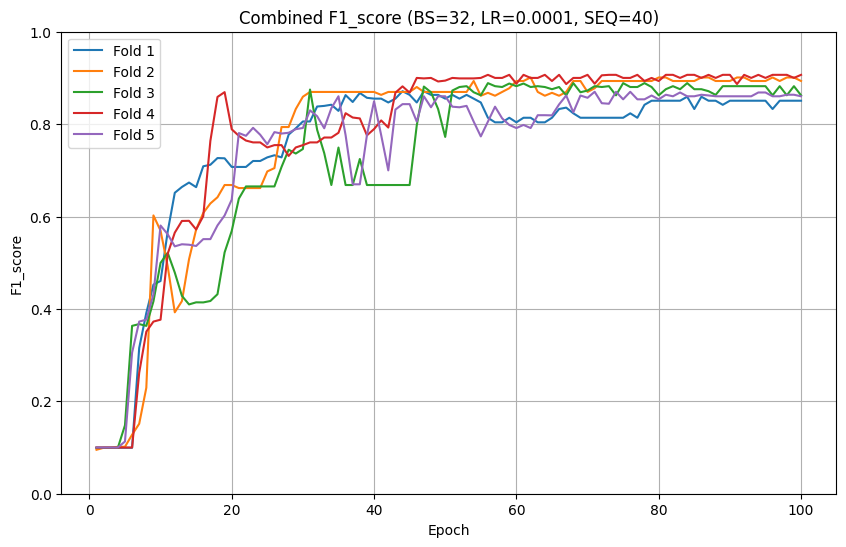 Combined F1_score (BS=32, LR=0.0001, SEQ=40)
Fold 1
Fold 2
Fold 3
Fold 4
Fold 5
1.0
0.8
0.6
0.4
0.2
0.0
F1_score
0 20 40 60 80 100
Epoch